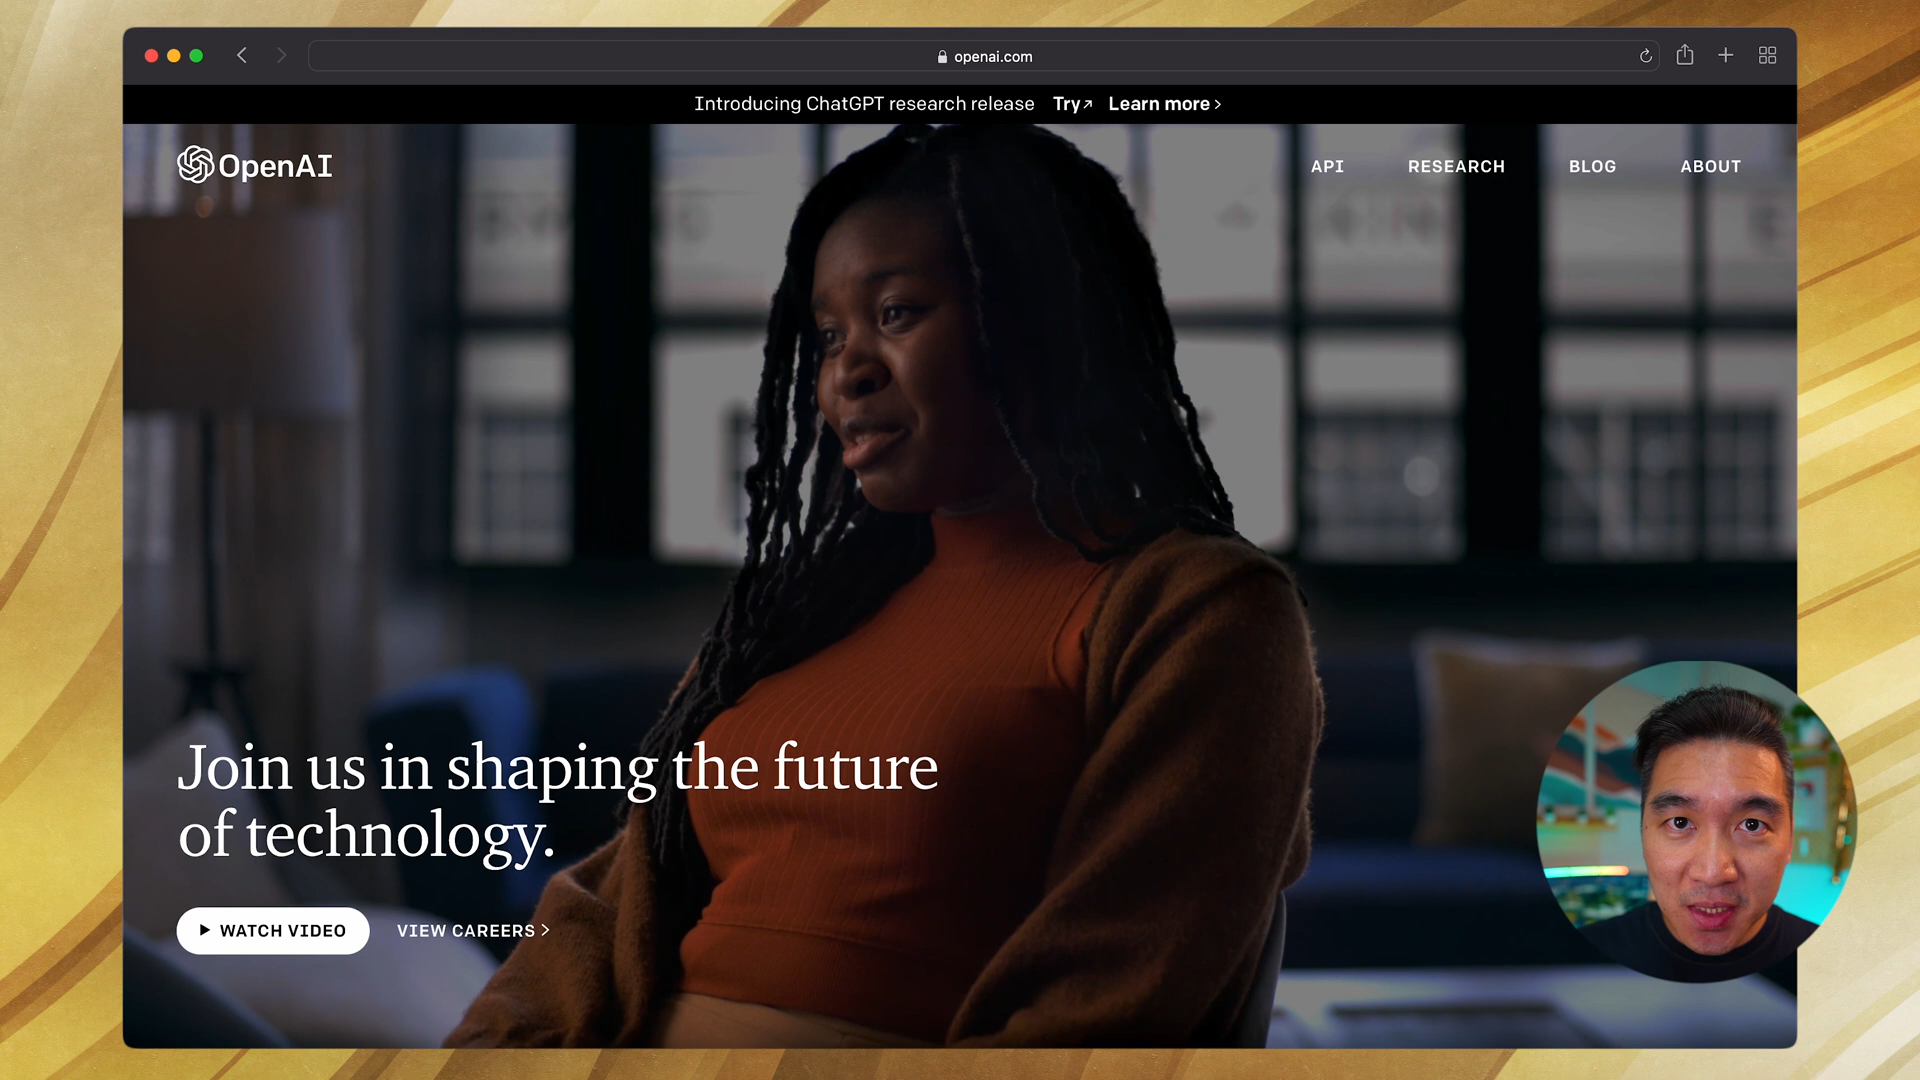 openai.com
Introducing ChatGPT research release Try↗ Learn more >
OpenAI
API RESEARCH BLOG ABOUT
Join us in shaping the future
of technology.
WATCH VIDEO VIEW CAREERS >